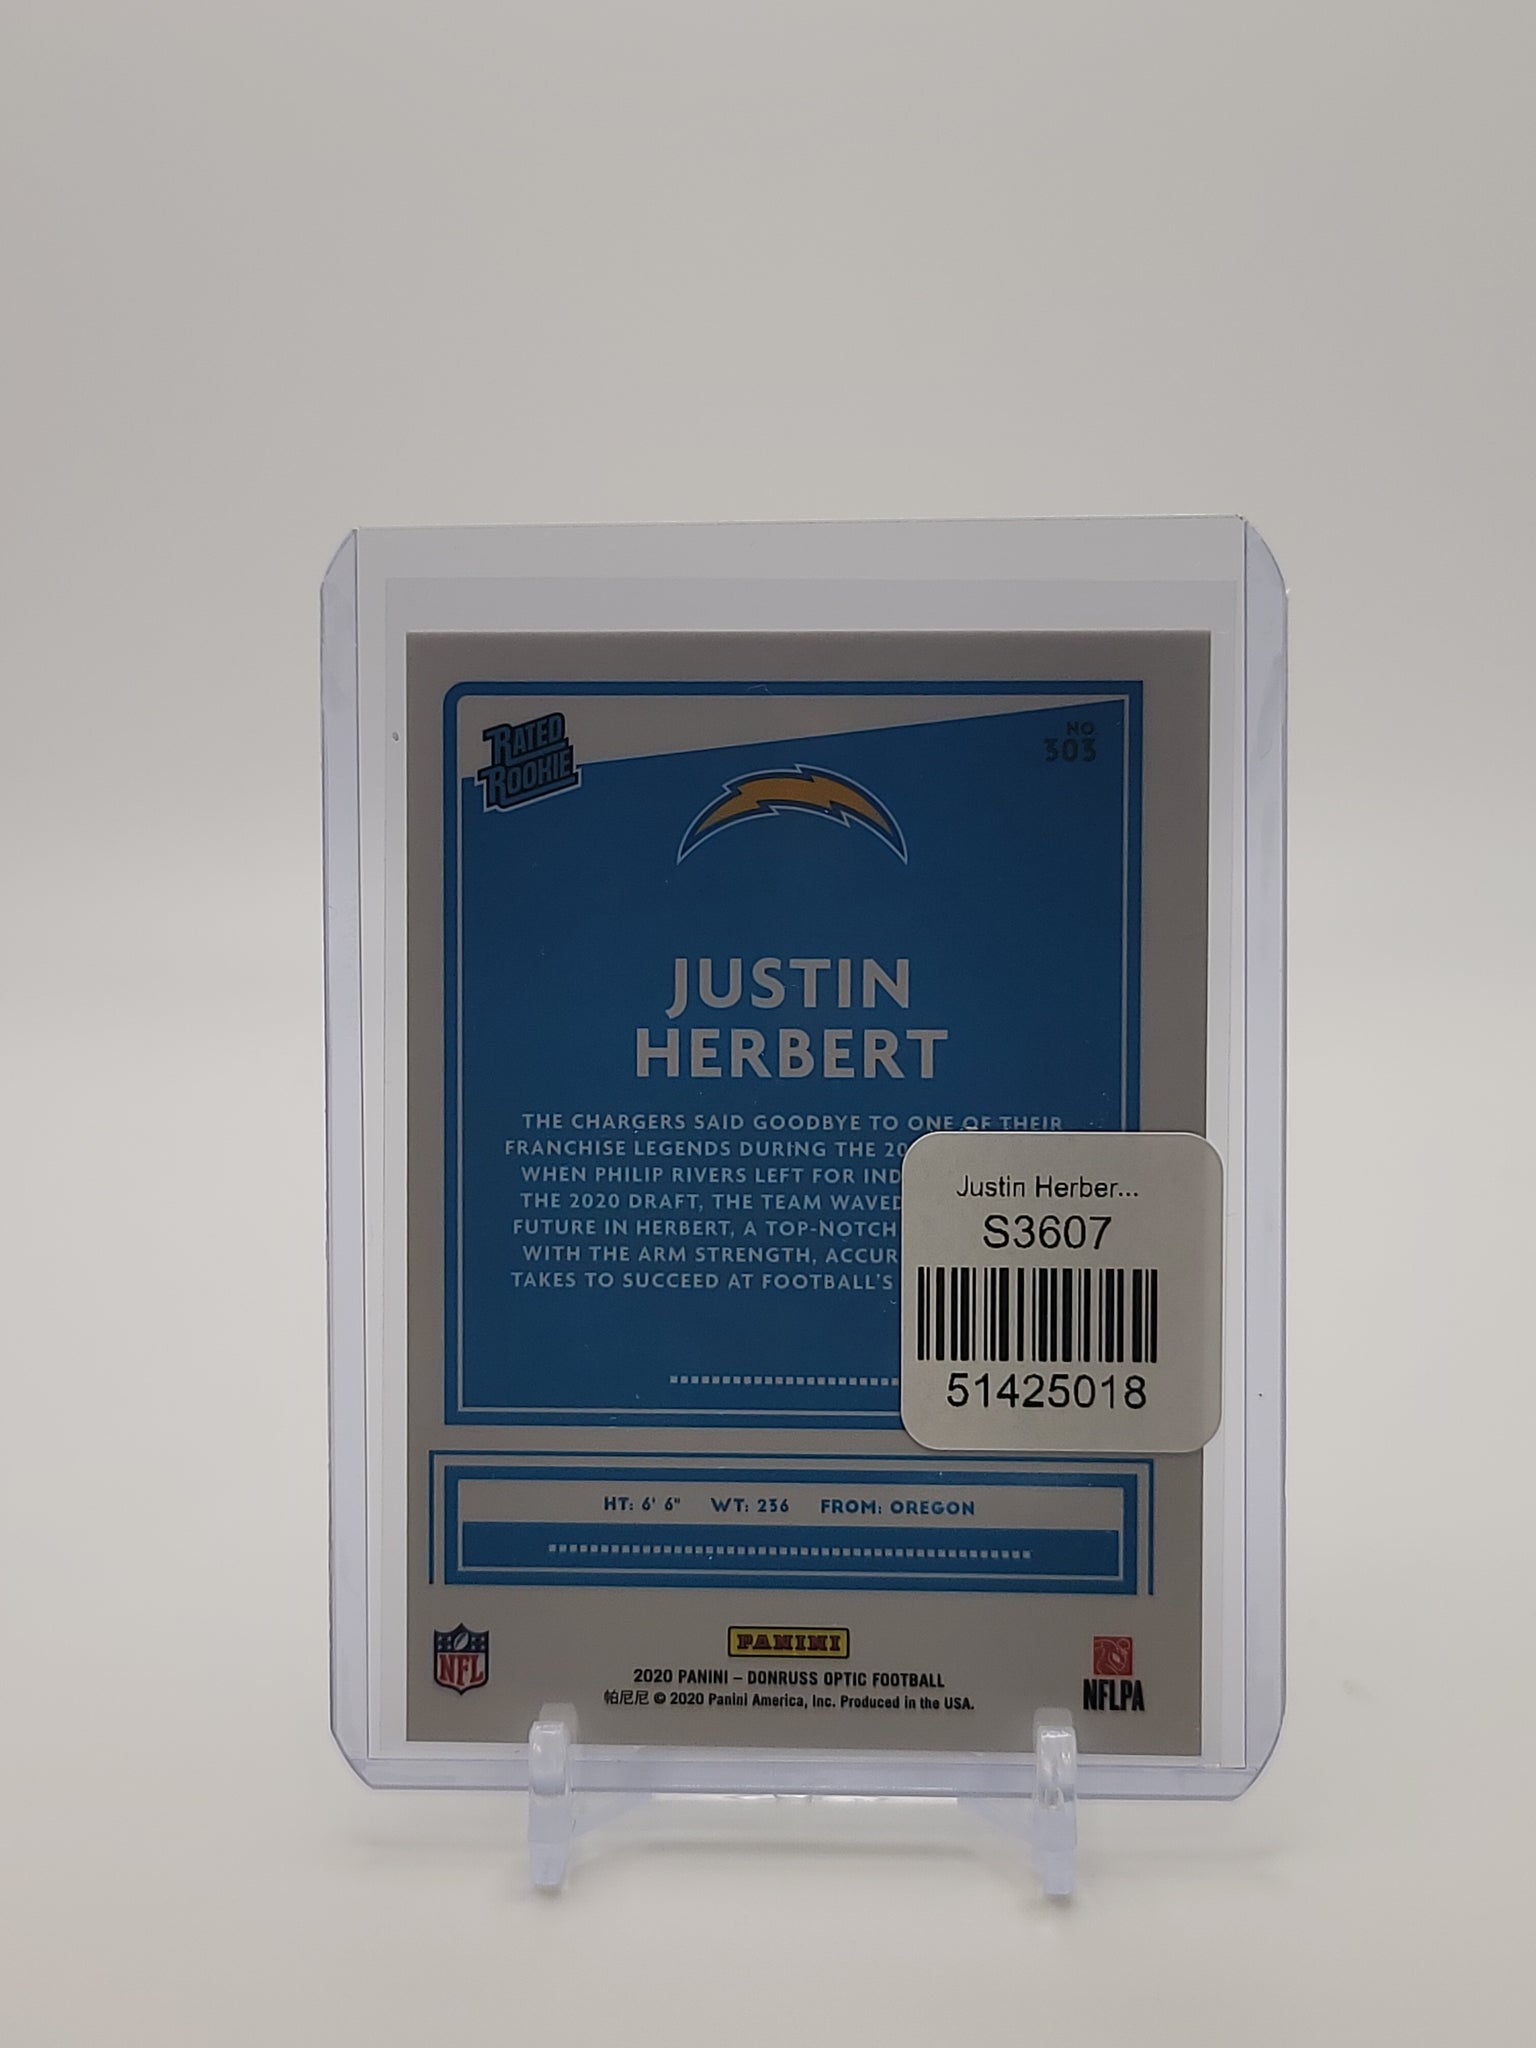 RATED
ROOKIE
NO.
303
JUSTIN
HERBERT
THE CHARGERS SAID GOODBYE TO ONE OF THEIR
FRANCHISE LEGENDS DURING THE 20
WHEN PHILIP RIVERS LEFT FOR IND
THE 2020 DRAFT, THE TEAM WAVED
FUTURE IN HERBERT, A TOP-NOTCH
WITH THE ARM STRENGTH, ACCUR
TAKES TO SUCCEED AT FOOTBALL'S
Justin Herber...
S3607
51425018
HT: 6' 6" WT: 236 FROM: OREGON
NFL
PANINI
2020 PANINI – DONRUSS OPTIC FOOTBALL
帕尼尼 © 2020 Panini America, Inc. Produced in the USA.
NFLPA